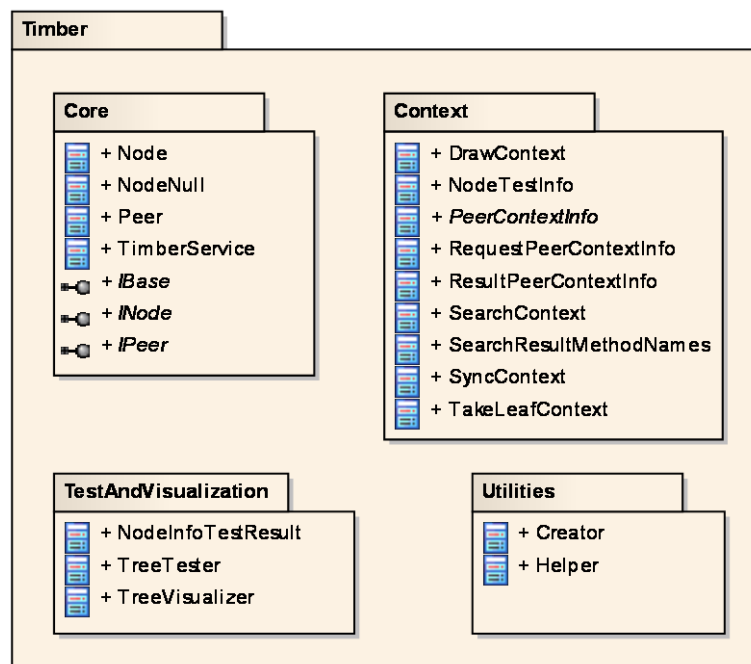 Timber
Core
+ Node
+ NodeNull
+ Peer
+ TimberService
+ IBase
+ INode
+ IPeer
Context
+ DrawContext
+ NodeTestInfo
+ PeerContextInfo
+ RequestPeerContextInfo
+ ResultPeerContextInfo
+ SearchContext
+ SearchResultMethodNames
+ SyncContext
+ TakeLeafContext
TestAndVisualization
+ NodeInfoTestResult
+ TreeTester
+ TreeVisualizer
Utilities
+ Creator
+ Helper